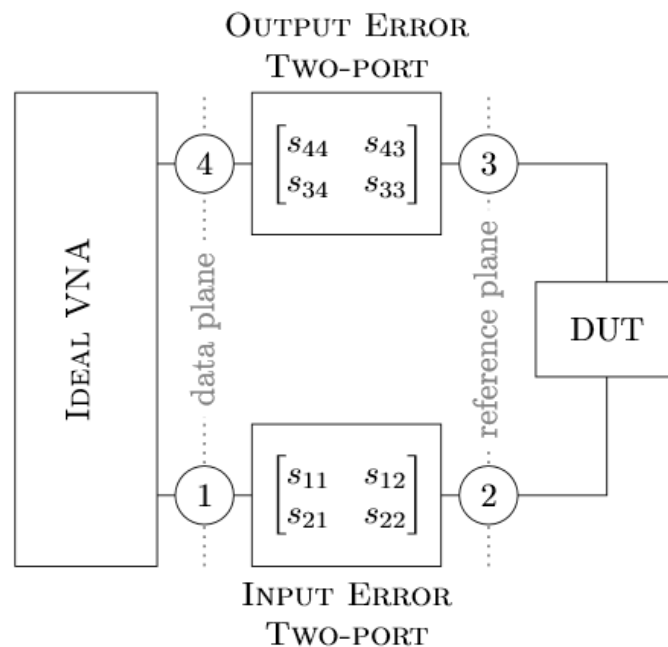 OUTPUT ERROR
TWO-PORT
IDEAL VNA
4
s44 s43
s34 s33
3
data plane
reference plane
DUT
1
s11 s12
s21 s22
2
INPUT ERROR
TWO-PORT